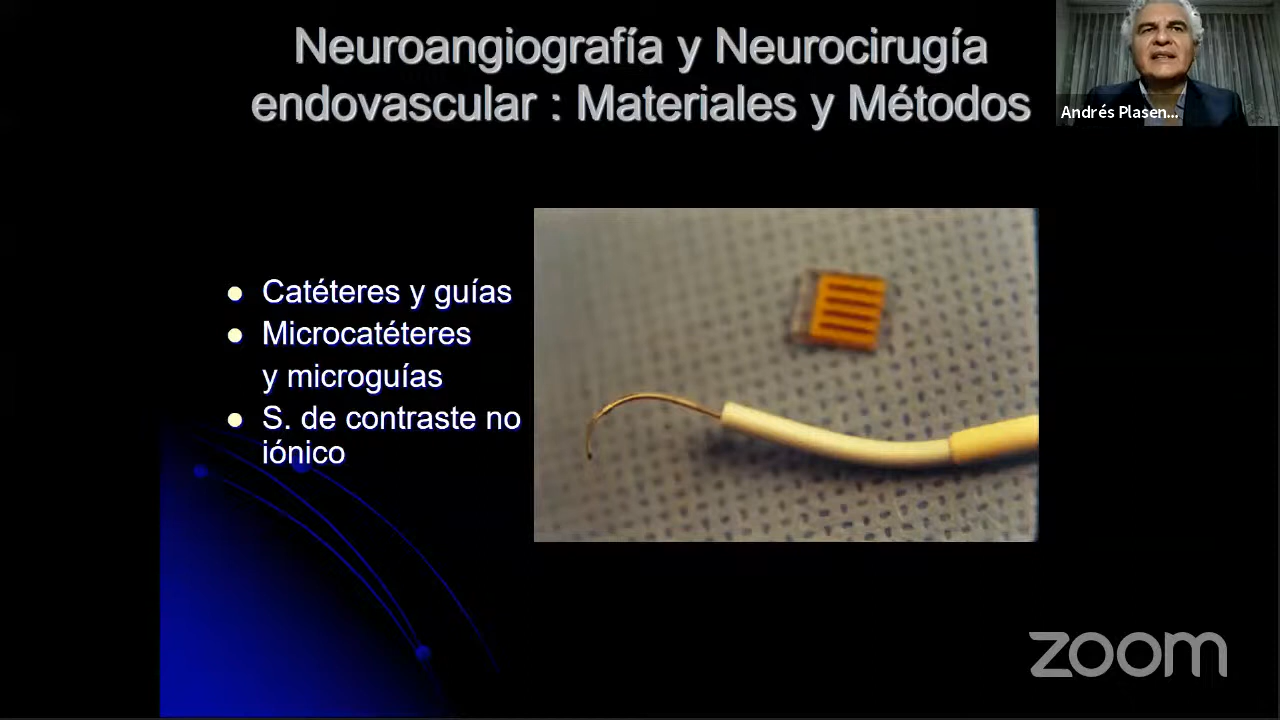 Neuroangiografía y Neurocirugía
endovascular : Materiales y Métodos
Andrés Plasen...
Catéteres y guías
Microcatéteres
y microguías
S. de contraste no
iónico
zoom